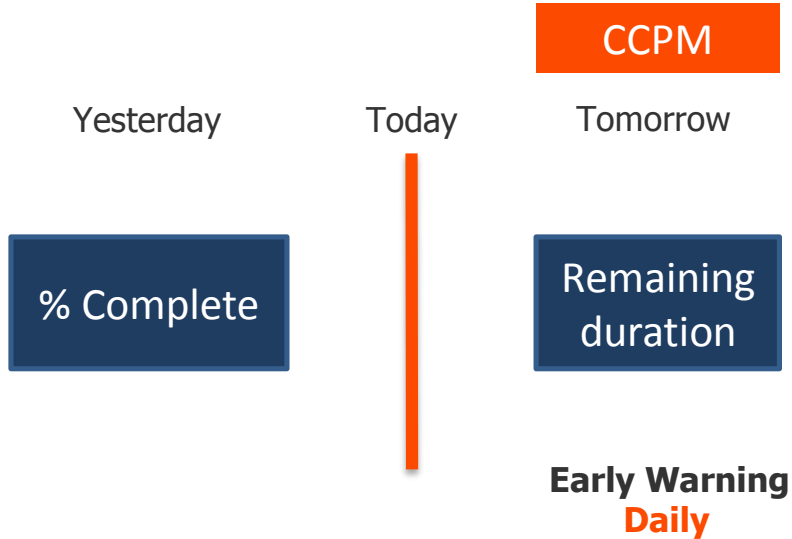 CCPM
Yesterday
Today
Tomorrow
% Complete
Remaining
duration
Early Warning
Daily